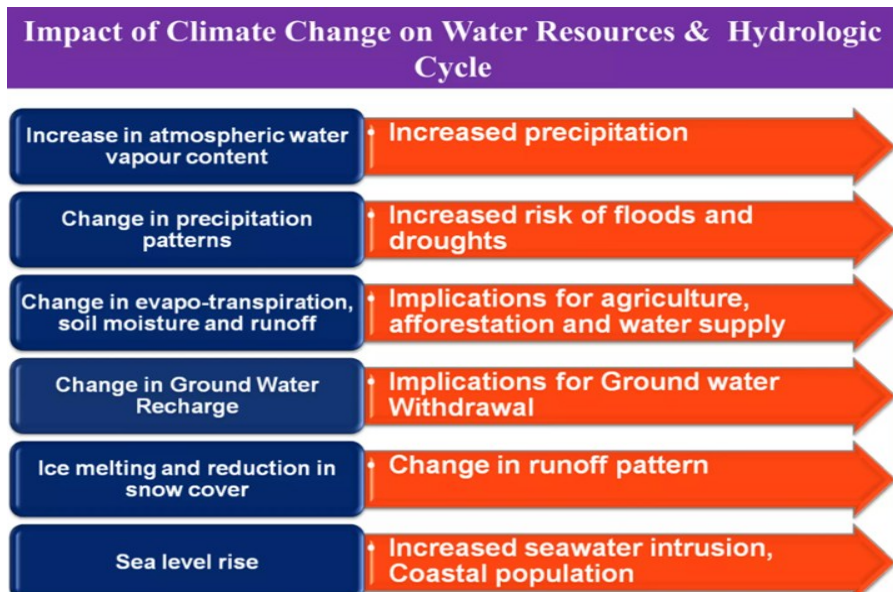 Impact of Climate Change on Water Resources & Hydrologic
Cycle
Increase in atmospheric water
vapour content
• Increased precipitation
Change in precipitation
patterns
• Increased risk of floods and
droughts
Change in evapo-transpiration,
soil moisture and runoff
• Implications for agriculture,
afforestation and water supply
Change in Ground Water
Recharge
• Implications for Ground water
Withdrawal
Ice melting and reduction in
snow cover
• Change in runoff pattern
Sea level rise
• Increased seawater intrusion,
Coastal population